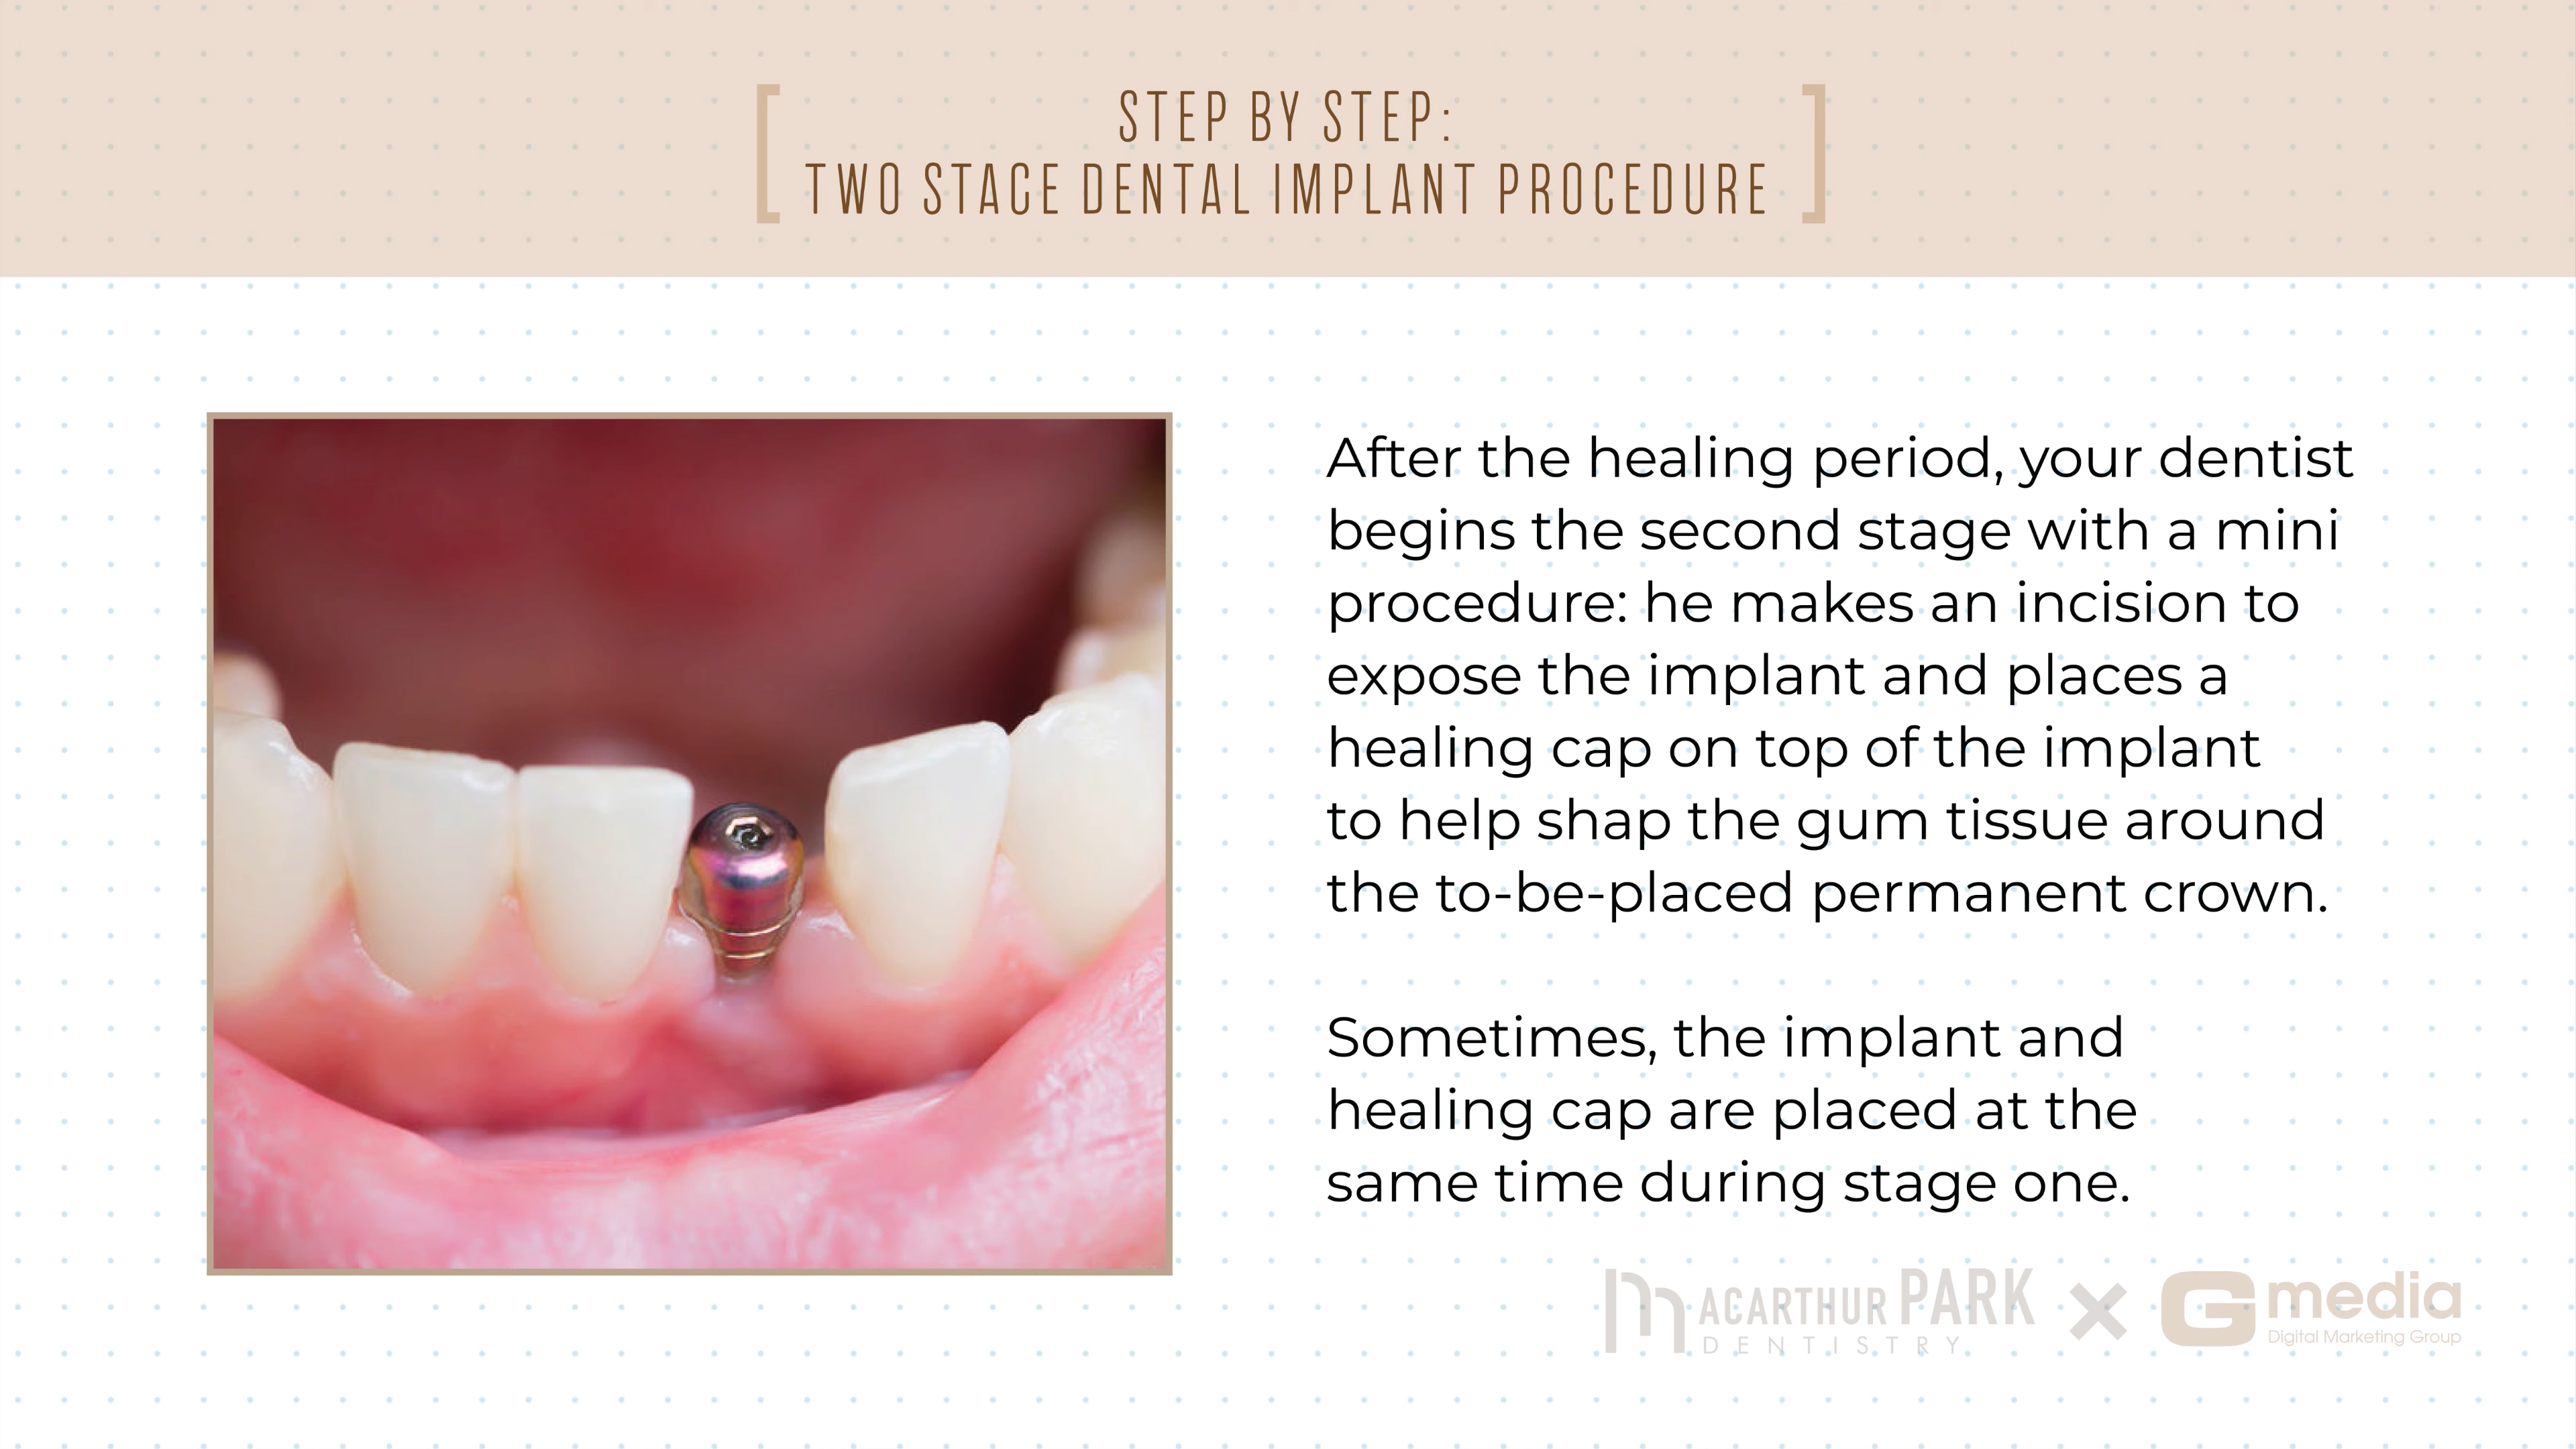 STEP BY STEP:
TWO STAGE DENTAL IMPLANT PROCEDURE
After the healing period, your dentist
begins the second stage with a mini
procedure: he makes an incision to
expose the implant and places a
healing cap on top of the implant
to help shap the gum tissue around
the to-be-placed permanent crown.
Sometimes, the implant and
healing cap are placed at the
same time during stage one.
mACARTHUR PARK
DENTISTRY
X
G media
Digital Marketing Group